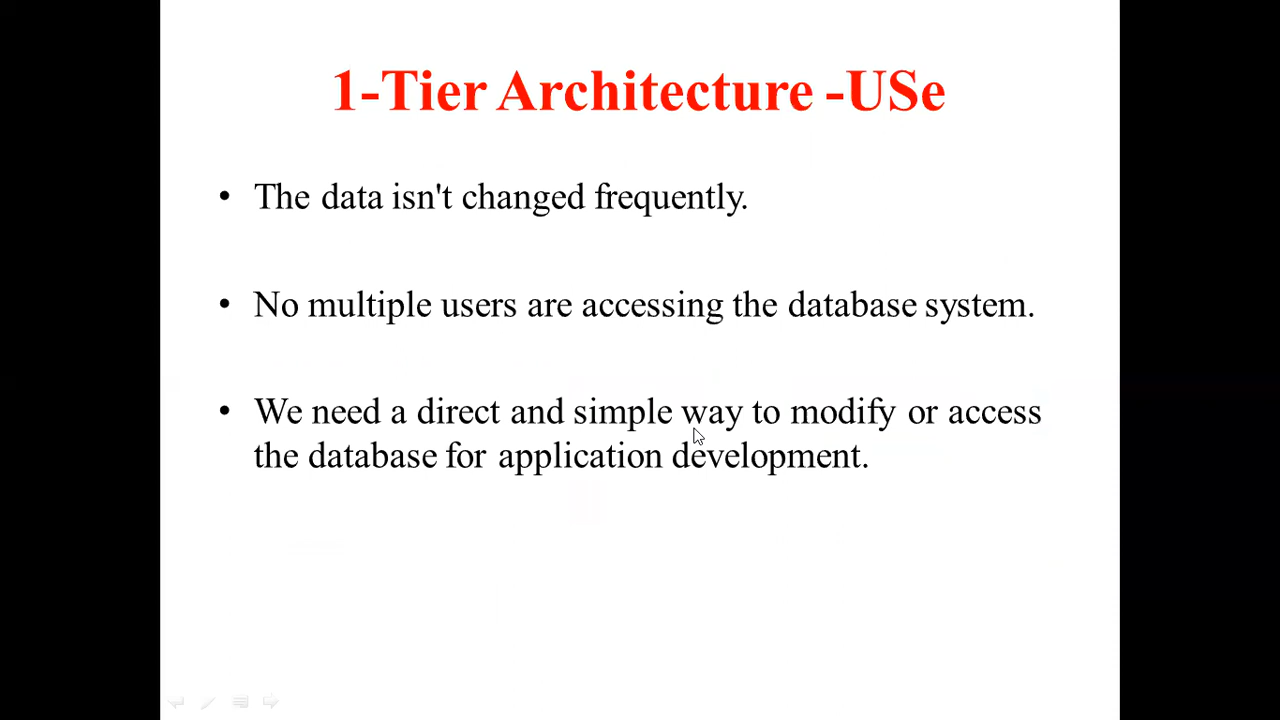 1-Tier Architecture -USe
• The data isn't changed frequently.
• No multiple users are accessing the database system.
• We need a direct and simple way to modify or access
the database for application development.